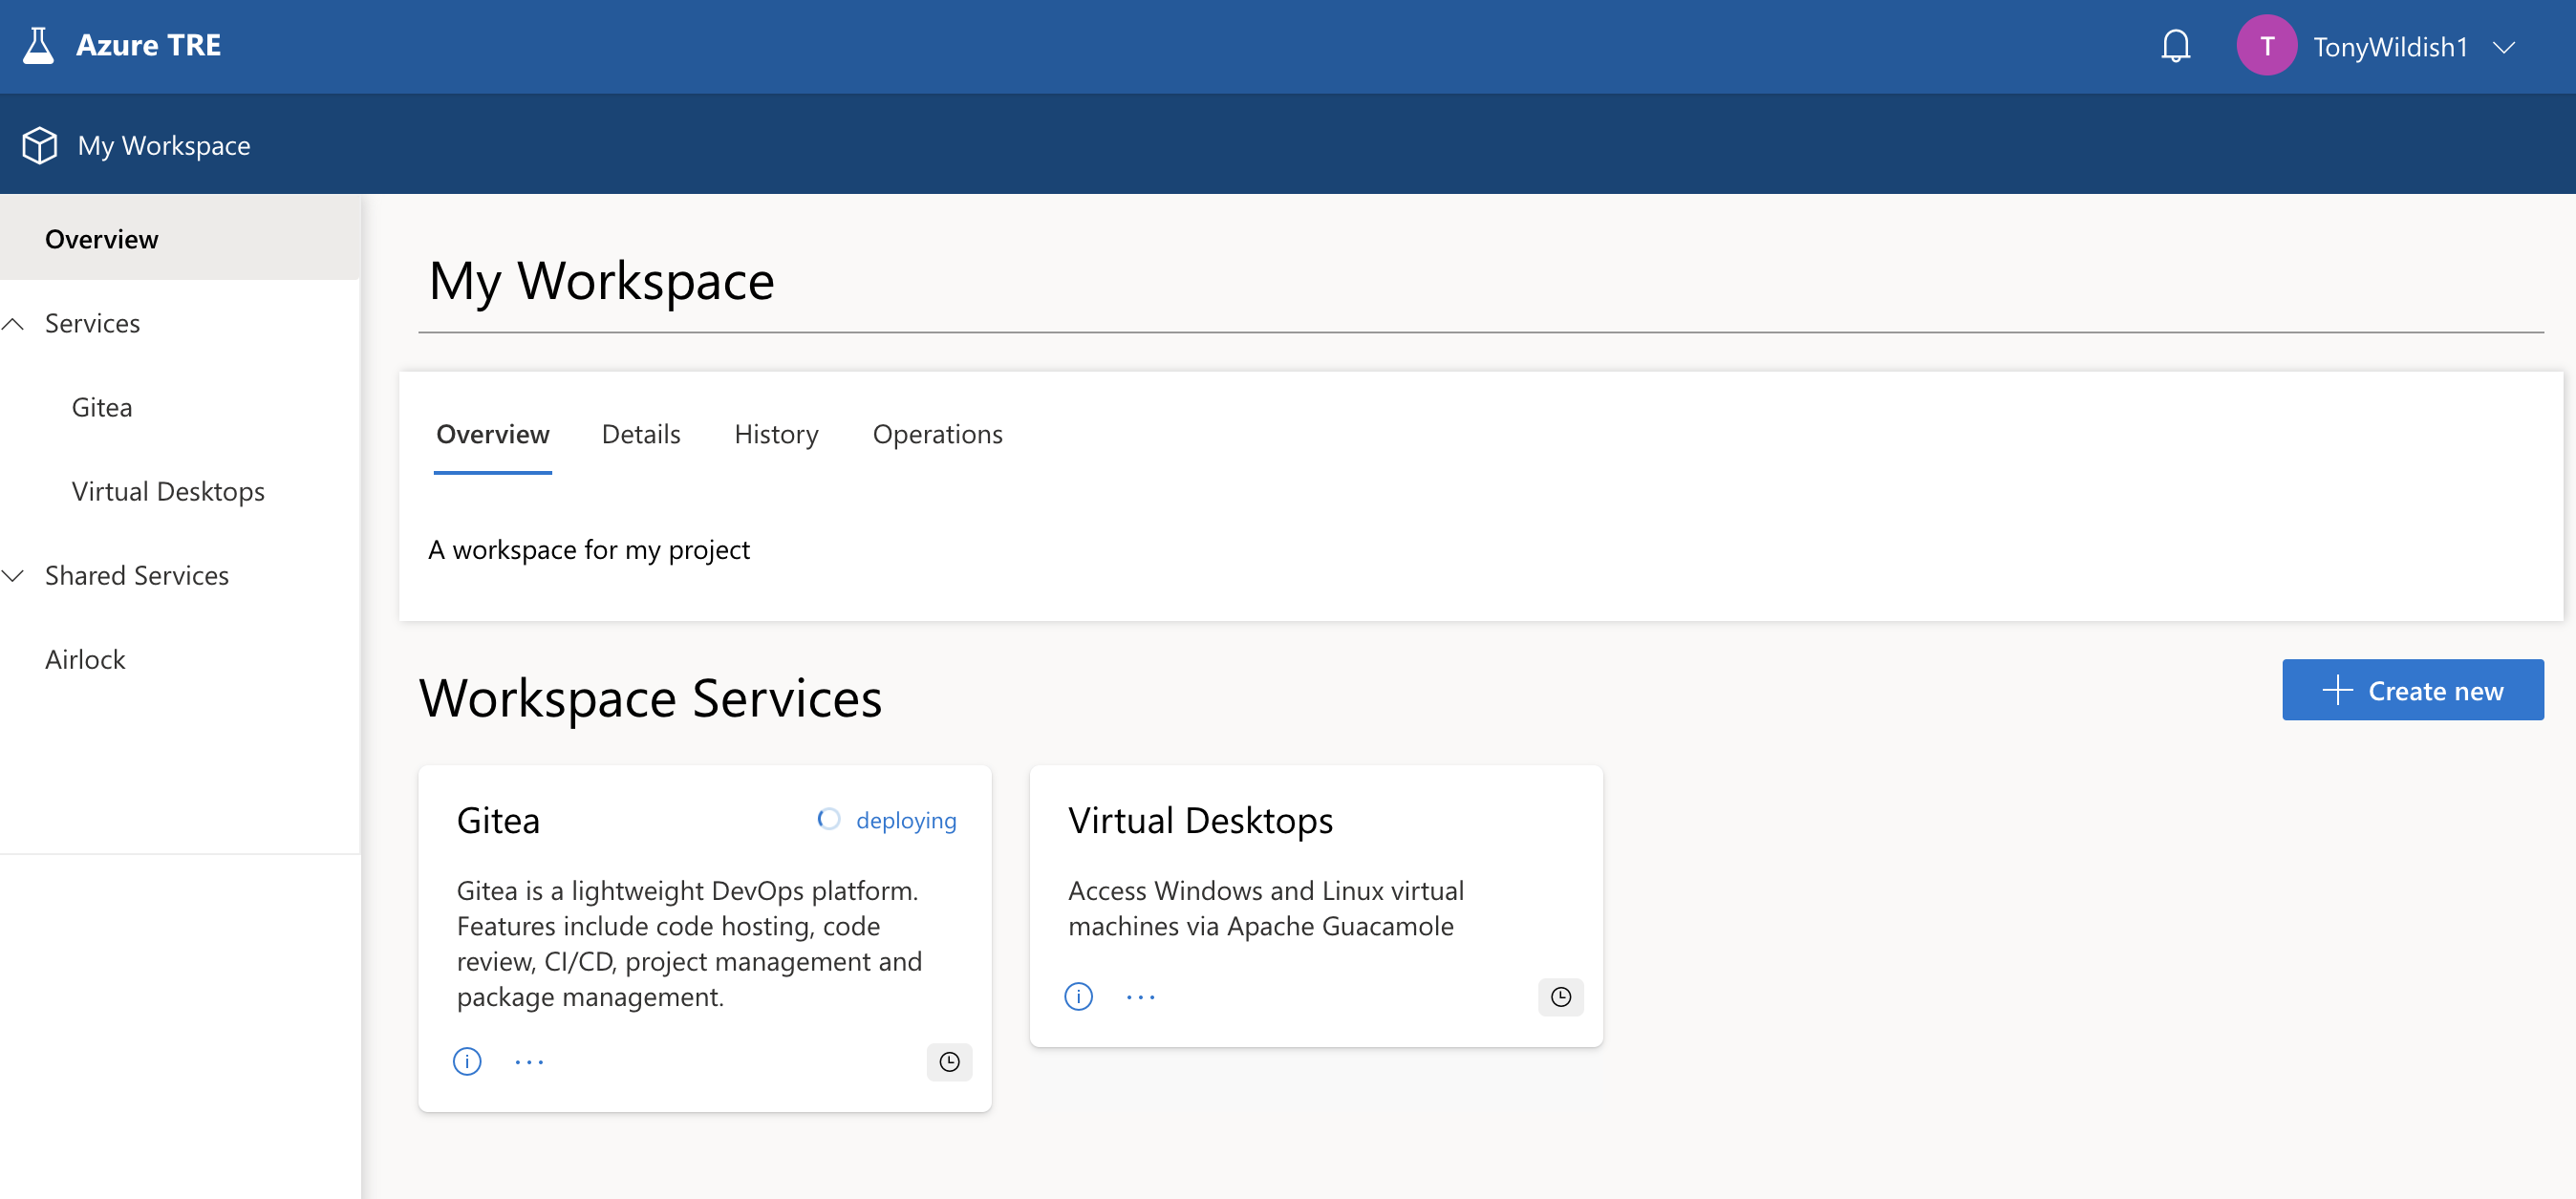 Azure TRE
T
TonyWildish1
My Workspace
Overview
Services
Gitea
Virtual Desktops
Shared Services
Airlock
My Workspace
Overview Details History Operations
A workspace for my project
Workspace Services
Create new
Gitea
deploying
Gitea is a lightweight DevOps platform.
Features include code hosting, code
review, CI/CD, project management and
package management.
Virtual Desktops
Access Windows and Linux virtual
machines via Apache Guacamole